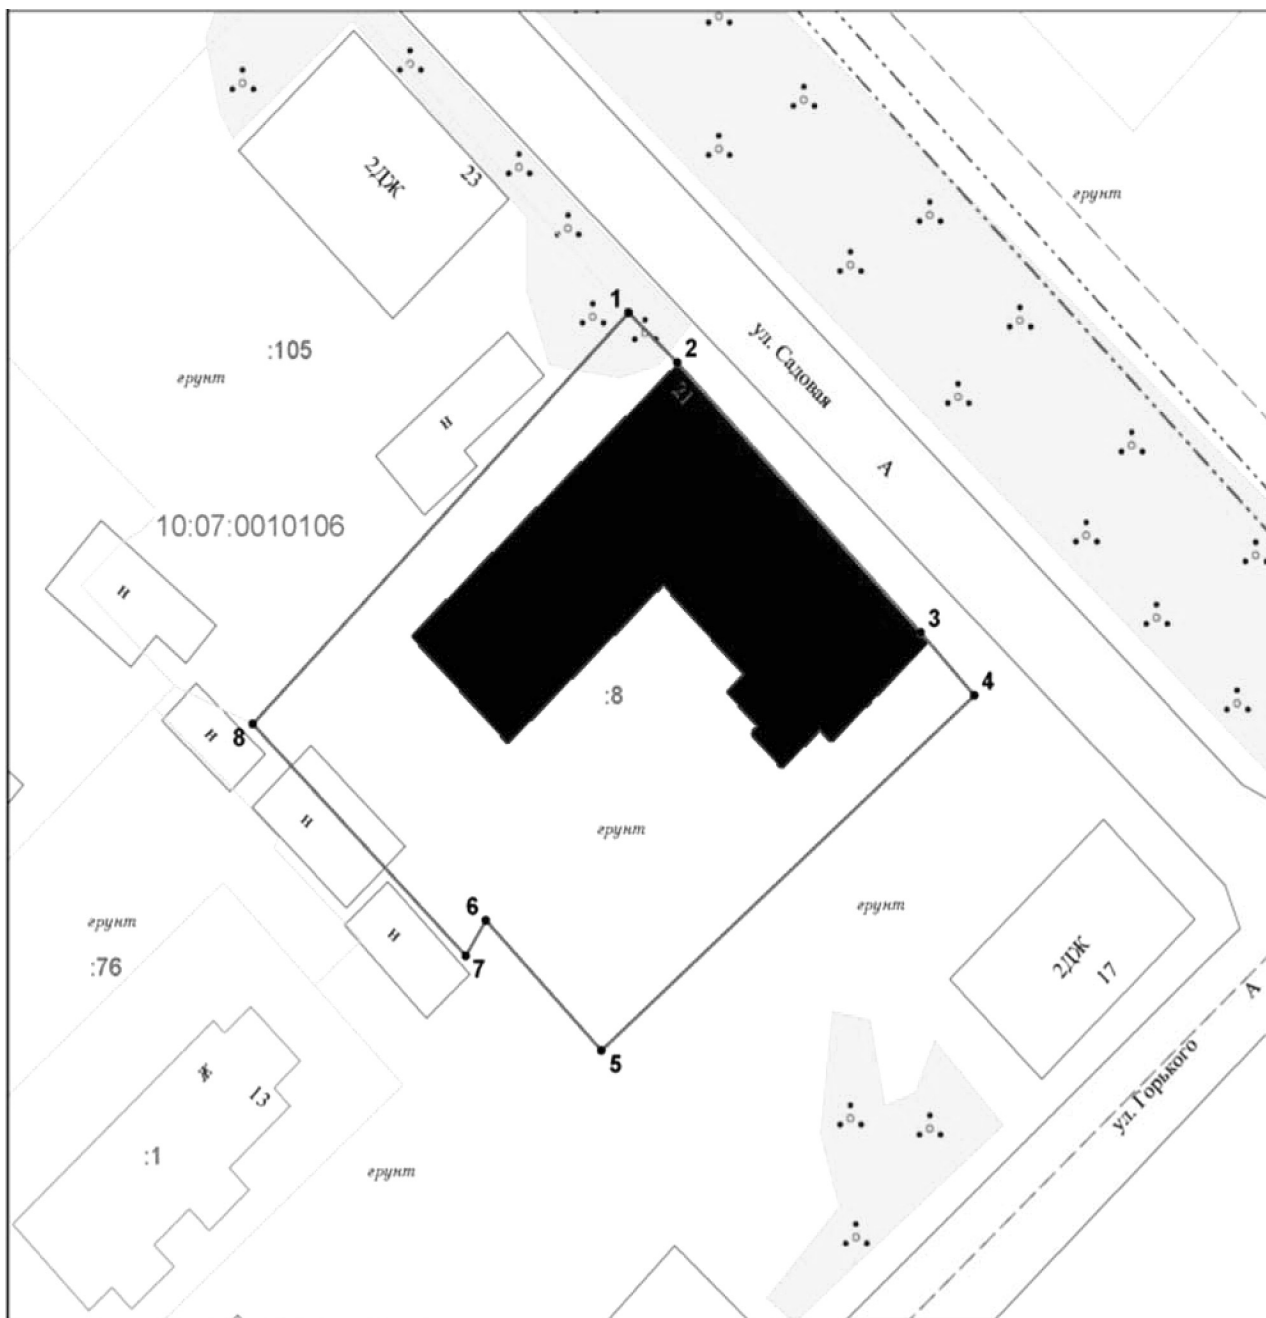 23
2ДЖ
грунт
1
ул. Садовая
:105
2
грунт
21
н
А
10:07:0010106
н
3
4
:8
8
н
н
грунт
6
грунт
грунт
н
7
2ДЖ
17
:76
А
5
ул. Горького
ж
13
:1
грунт